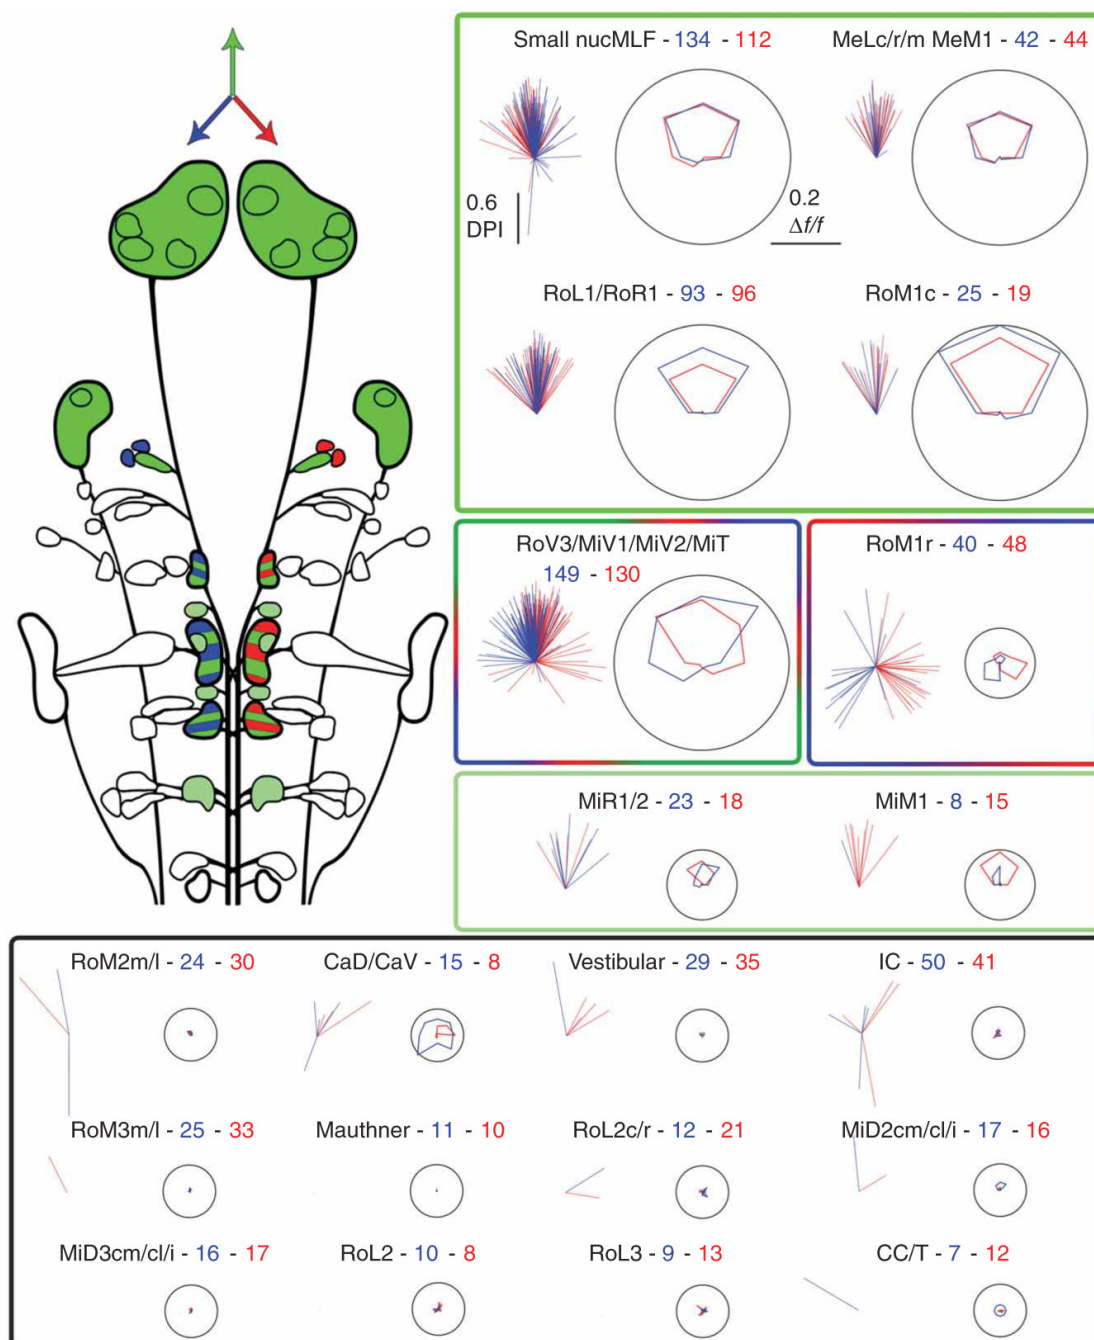 Small nucMLF - 134 - 112
MeLc/r/m MeM1 - 42 - 44
0.6
DPI
0.2
Δf/f
RoL1/RoR1 - 93 - 96
RoM1c - 25 - 19
RoV3/MiV1/MiV2/MiT
149 - 130
RoM1r - 40 - 48
MiR1/2 - 23 - 18
MiM1 - 8 - 15
RoM2m/l - 24 - 30
CaD/CaV - 15 - 8
Vestibular - 29 - 35
IC - 50 - 41
RoM3m/l - 25 - 33
Mauthner - 11 - 10
RoL2c/r - 12 - 21
MiD2cm/cl/i - 17 - 16
MiD3cm/cl/i - 16 - 17
RoL2 - 10 - 8
RoL3 - 9 - 13
CC/T - 7 - 12